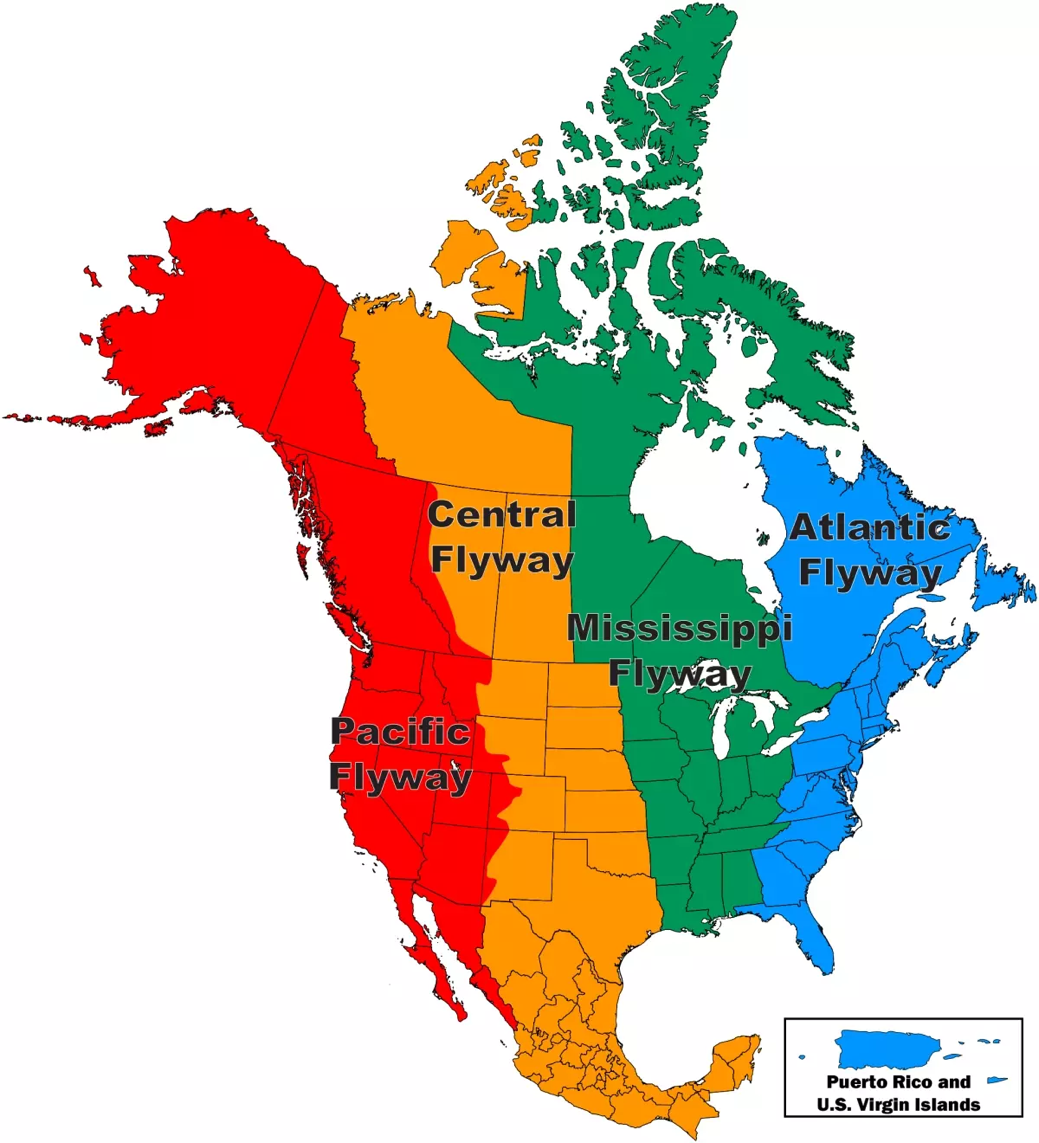 Central
Flyway
Atlantic
Flyway
Mississippi
Flyway
Pacific
Flyway
Puerto Rico and
U.S. Virgin Islands